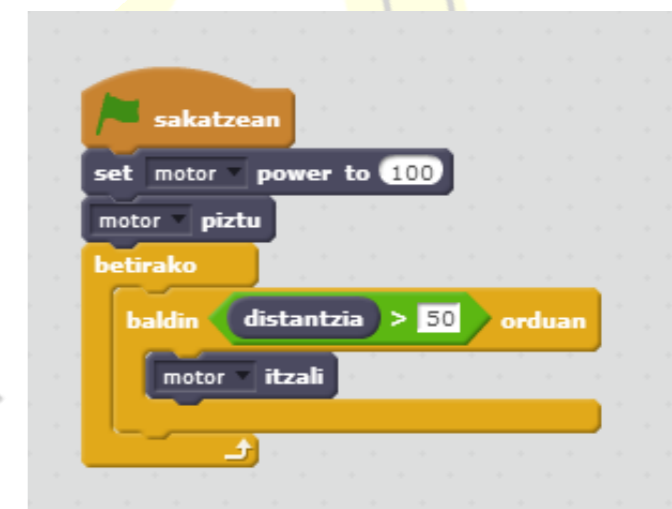 sakatzean
set motor power to 100
motor piztu
betirako
baldin distantzia > 50 orduan
motor itzali